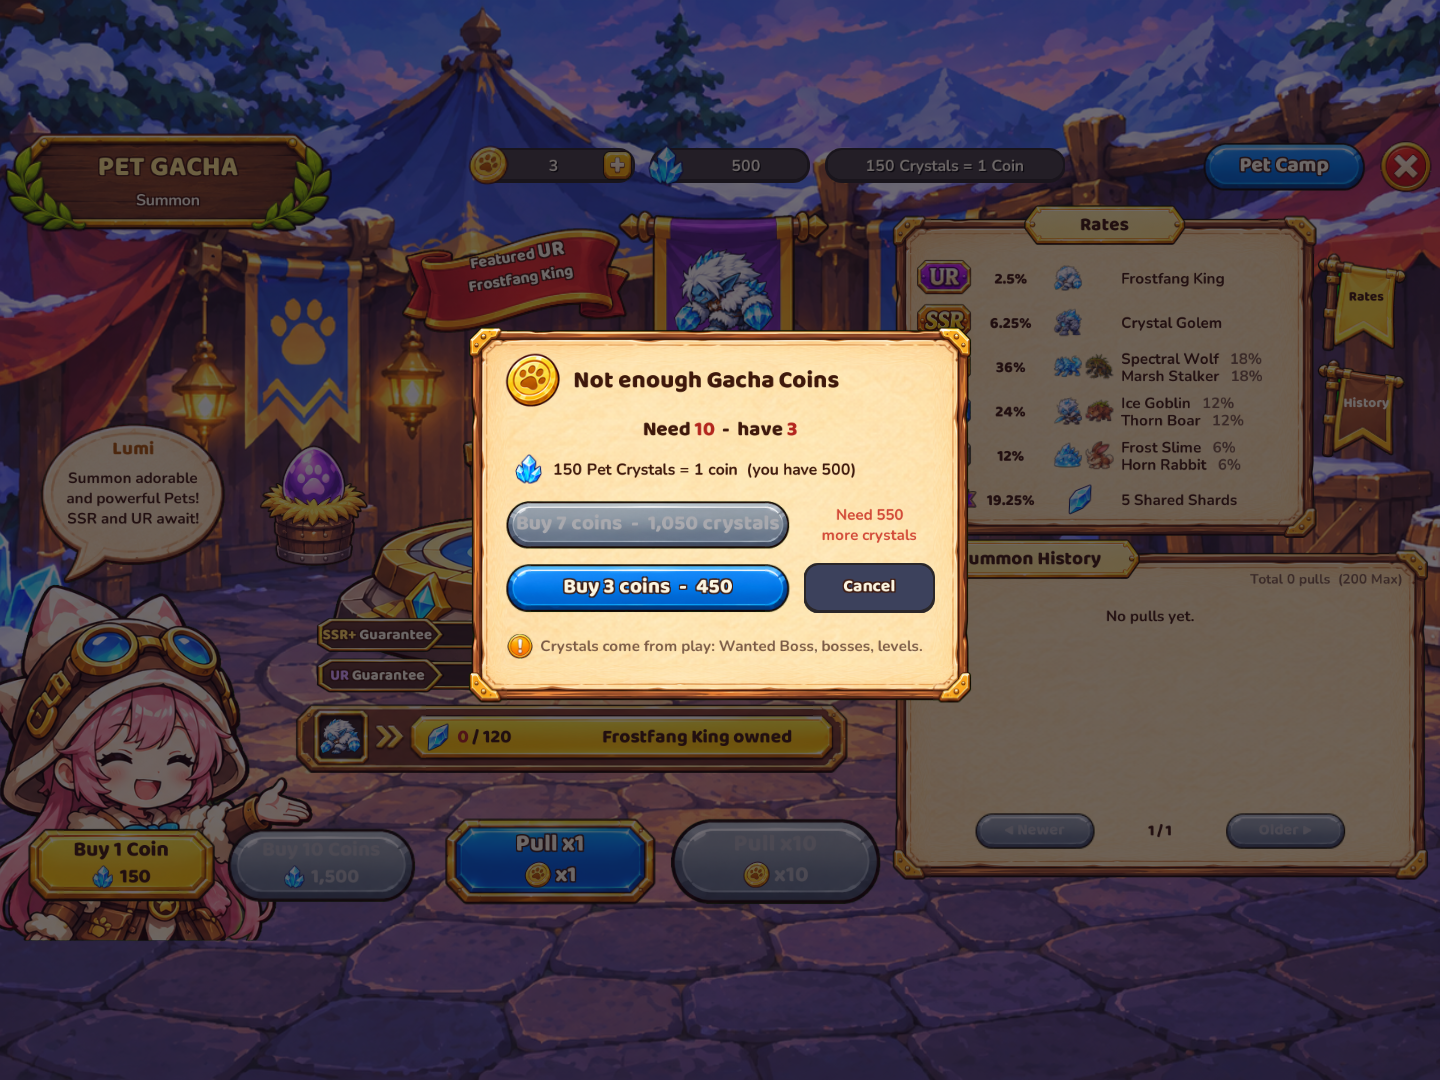 PET GACHA
Summon
3
500
150 Crystals = 1 Coin
Pet Camp
Featured UR
Frostfang King
Rates
UR 2.5% Frostfang King
SSR 6.25% Crystal Golem
36% Spectral Wolf 18%
Marsh Stalker 18%
24% Ice Goblin 12%
Thorn Boar 12%
12% Frost Slime 6%
Horn Rabbit 6%
19.25% 5 Shared Shards
Rates
History
Lumi
Summon adorable
and powerful Pets!
SSR and UR await!
Not enough Gacha Coins
Need 10 - have 3
150 Pet Crystals = 1 coin (you have 500)
Buy 7 coins - 1,050 crystals
Need 550
more crystals
Buy 3 coins - 450
Cancel
Crystals come from play: Wanted Boss, bosses, levels.
SSR+ Guarantee
UR Guarantee
0 / 120
Frostfang King owned
ummon History
Total 0 pulls (200 Max)
No pulls yet.
Newer
1/1
Older
Buy 1 Coin
150
Buy 10 Coins
1,500
Pull x1
x1
Pull x10
x10